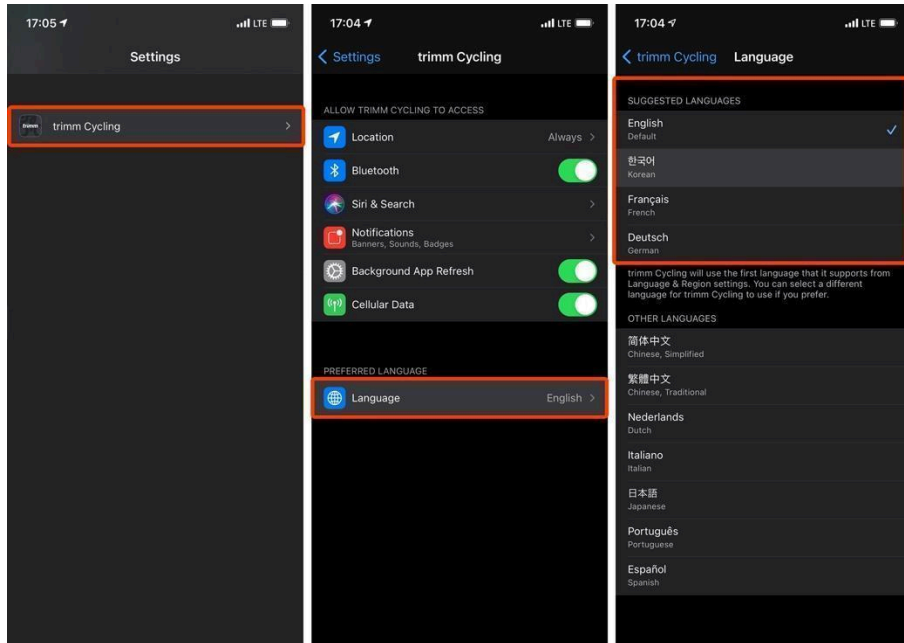 17:05
LTE
Settings
trimm
trimm Cycling
17:04
LTE
Settings
trimm Cycling
ALLOW TRIMM CYCLING TO ACCESS
Location
Always
Bluetooth
Siri & Search
Notifications
Banners, Sounds, Badges
Background App Refresh
Cellular Data
PREFERRED LANGUAGE
Language
English
17:04
LTE
trimm Cycling
Language
SUGGESTED LANGUAGES
English
Default
한국어
Korean
Français
French
Deutsch
German
trimm Cycling will use the first language that it supports from
Language & Region settings. You can select a different
language for trimm Cycling to use if you prefer.
OTHER LANGUAGES
简体中文
Chinese, Simplified
繁體中文
Chinese, Traditional
Nederlands
Dutch
Italiano
Italian
日本語
Japanese
Português
Portuguese
Español
Spanish